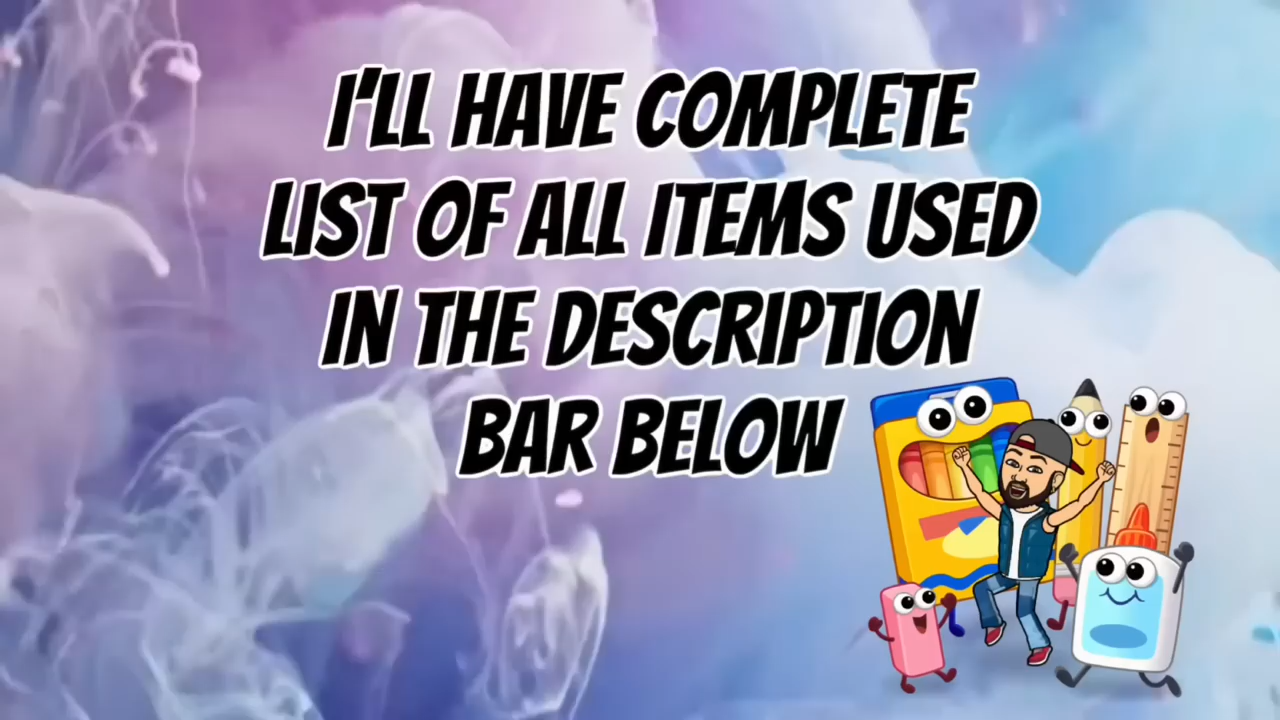 I'LL HAVE COMPLETE
LIST OF ALL ITEMS USED
IN THE DESCRIPTION
BAR BELOW